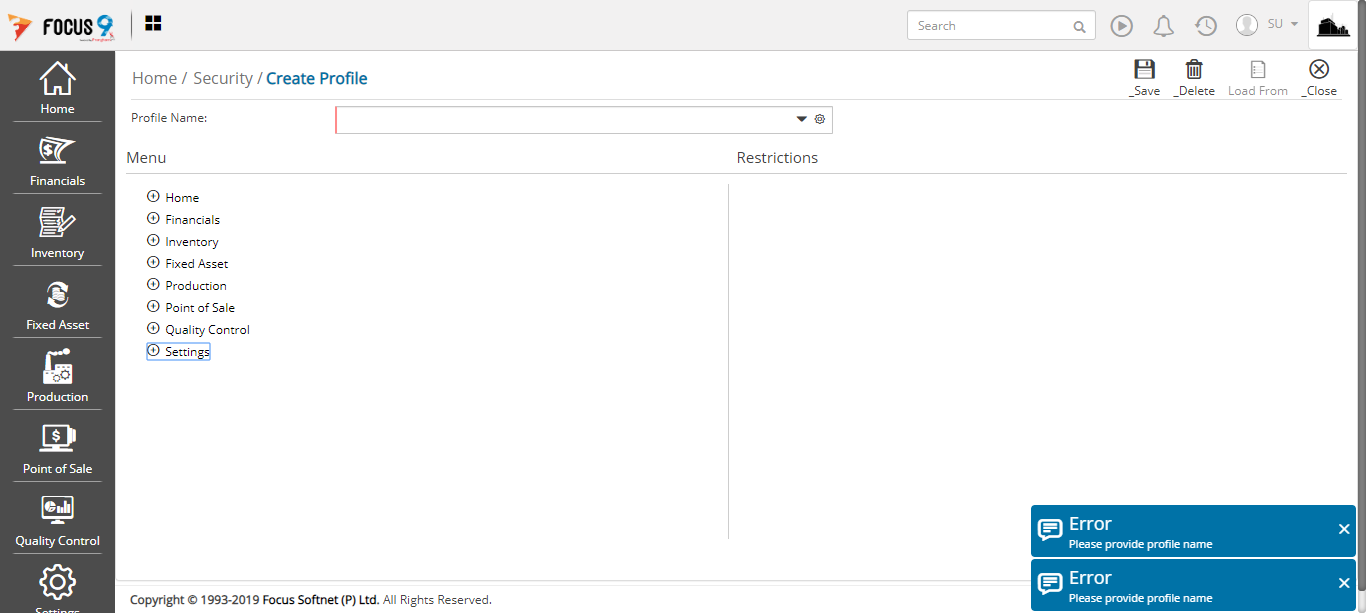 FOCUS 9
Search
SU
Home
Financials
Inventory
Fixed Asset
Production
Point of Sale
Quality Control
Settings
Home / Security / Create Profile
_Save
_Delete
Load From
_Close
Profile Name:
Menu
Restrictions
Home
Financials
Inventory
Fixed Asset
Production
Point of Sale
Quality Control
Settings
Error
Please provide profile name
Error
Please provide profile name
Copyright © 1993-2019 Focus Softnet (P) Ltd. All Rights Reserved.